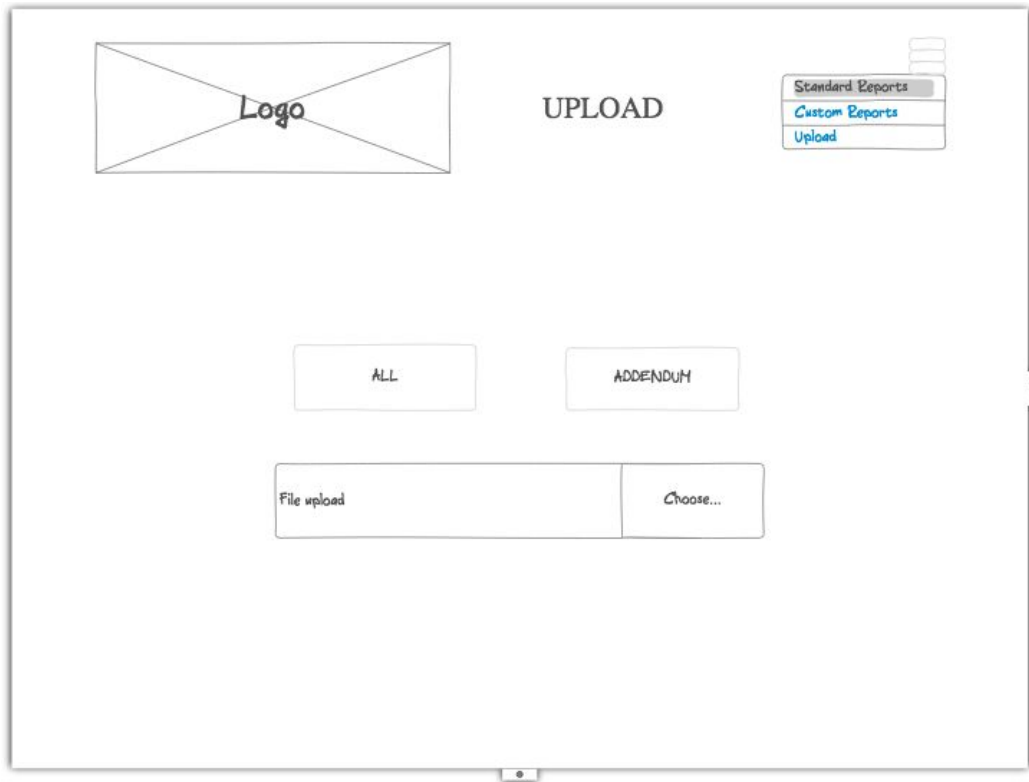 Logo
UPLOAD
Standard Reports
Custom Reports
Upload
ALL
ADDENDUM
File upload
Choose...